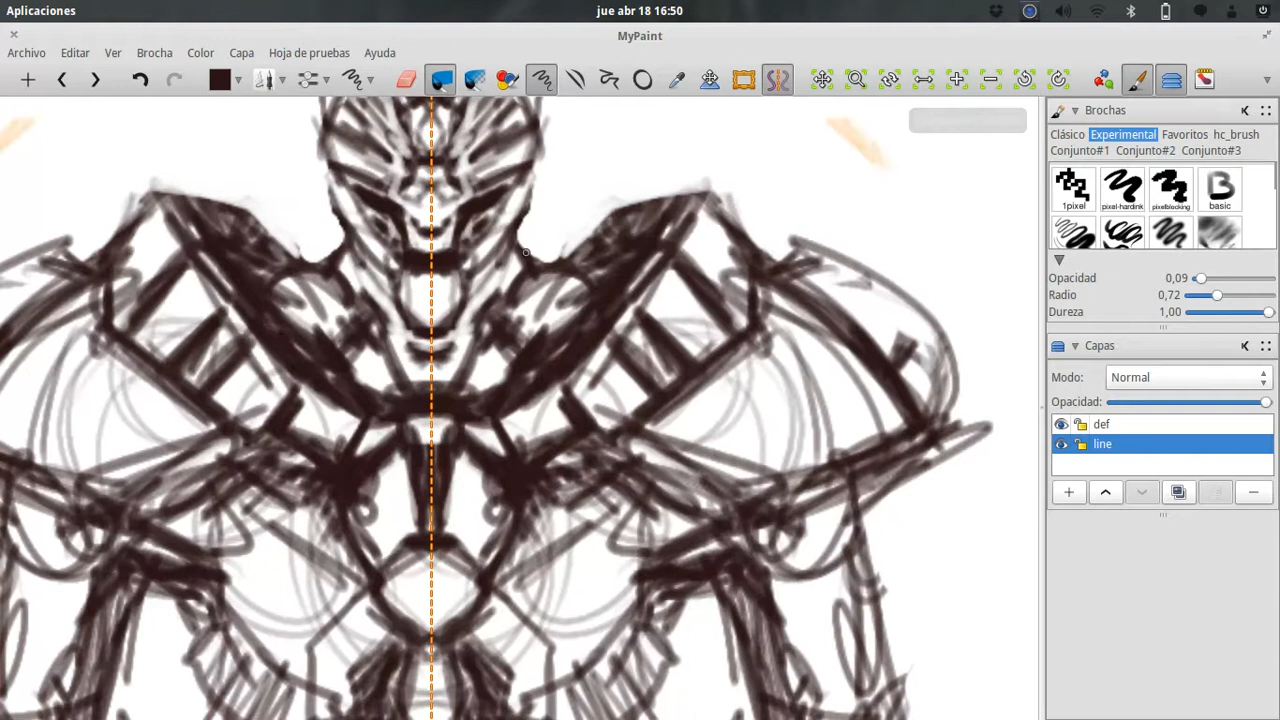 Aplicaciones jue abr 18 16:50
MyPaint
Archivo Editar Ver Brocha Color Capa Hoja de pruebas Ayuda
Brochas
Clásico Experimental Favoritos hc_brush
Conjunto#1 Conjunto#2 Conjunto#3
1pixel pixel-hardink pixelblocking basic
Opacidad 0,09
Radio 0,72
Dureza 1,00
Capas
Modo: Normal
Opacidad:
def
line